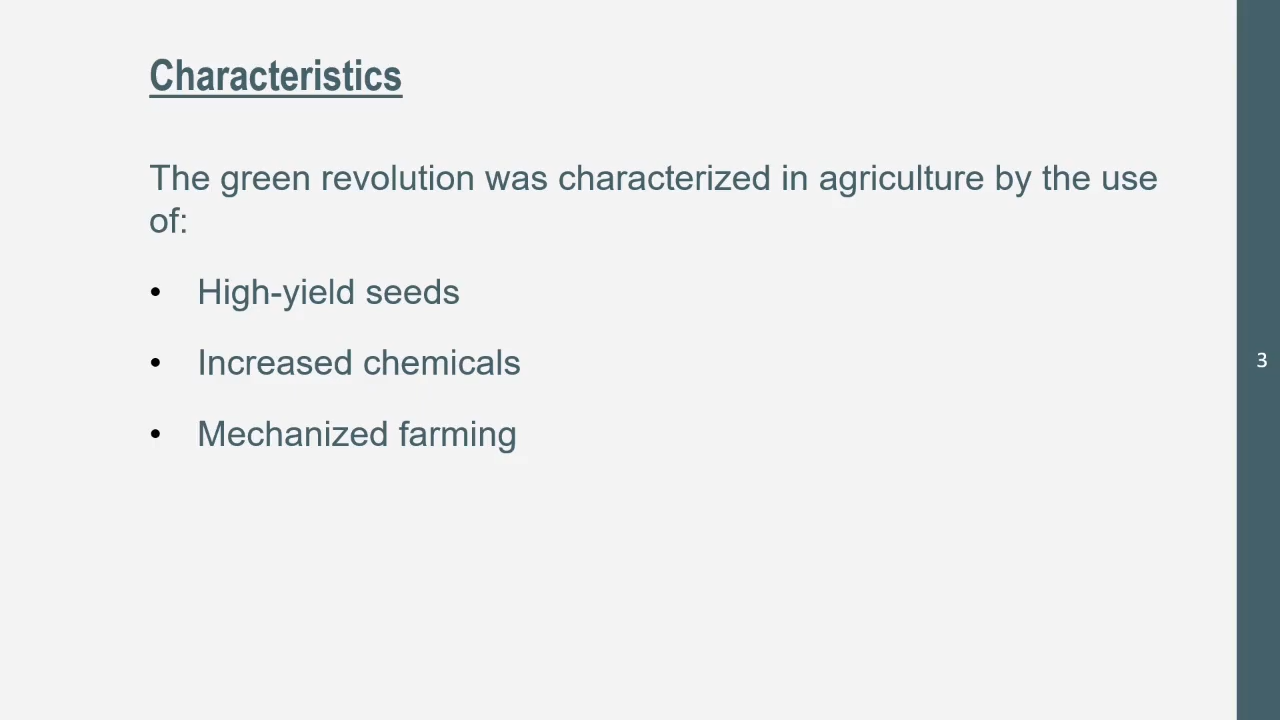 Characteristics
The green revolution was characterized in agriculture by the use
of:
• High-yield seeds
• Increased chemicals
• Mechanized farming
3